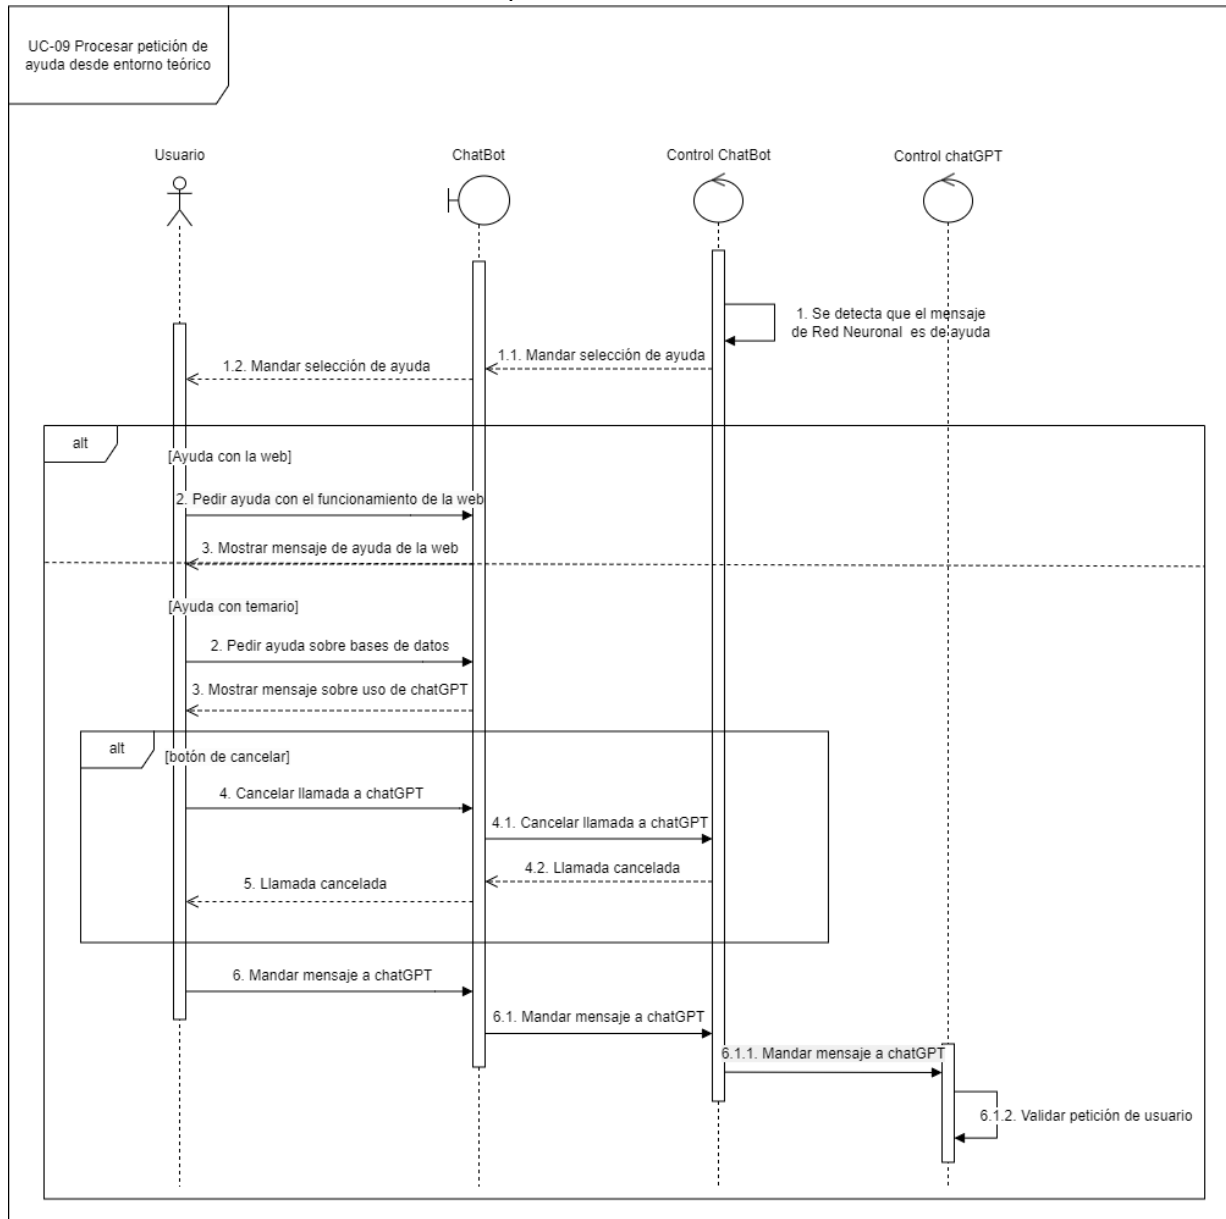 UC-09 Procesar petición de
ayuda desde entorno teórico
Usuario
ChatBot
Control ChatBot
Control chatGPT
1. Se detecta que el mensaje
de Red Neuronal es de ayuda
1.1. Mandar selección de ayuda
1.2. Mandar selección de ayuda
alt
[Ayuda con la web]
2. Pedir ayuda con el funcionamiento de la web
3. Mostrar mensaje de ayuda de la web
[Ayuda con temario]
2. Pedir ayuda sobre bases de datos
3. Mostrar mensaje sobre uso de chatGPT
alt
[botón de cancelar]
4. Cancelar llamada a chatGPT
4.1. Cancelar llamada a chatGPT
4.2. Llamada cancelada
5. Llamada cancelada
6. Mandar mensaje a chatGPT
6.1. Mandar mensaje a chatGPT
6.1.1. Mandar mensaje a chatGPT
6.1.2. Validar petición de usuario